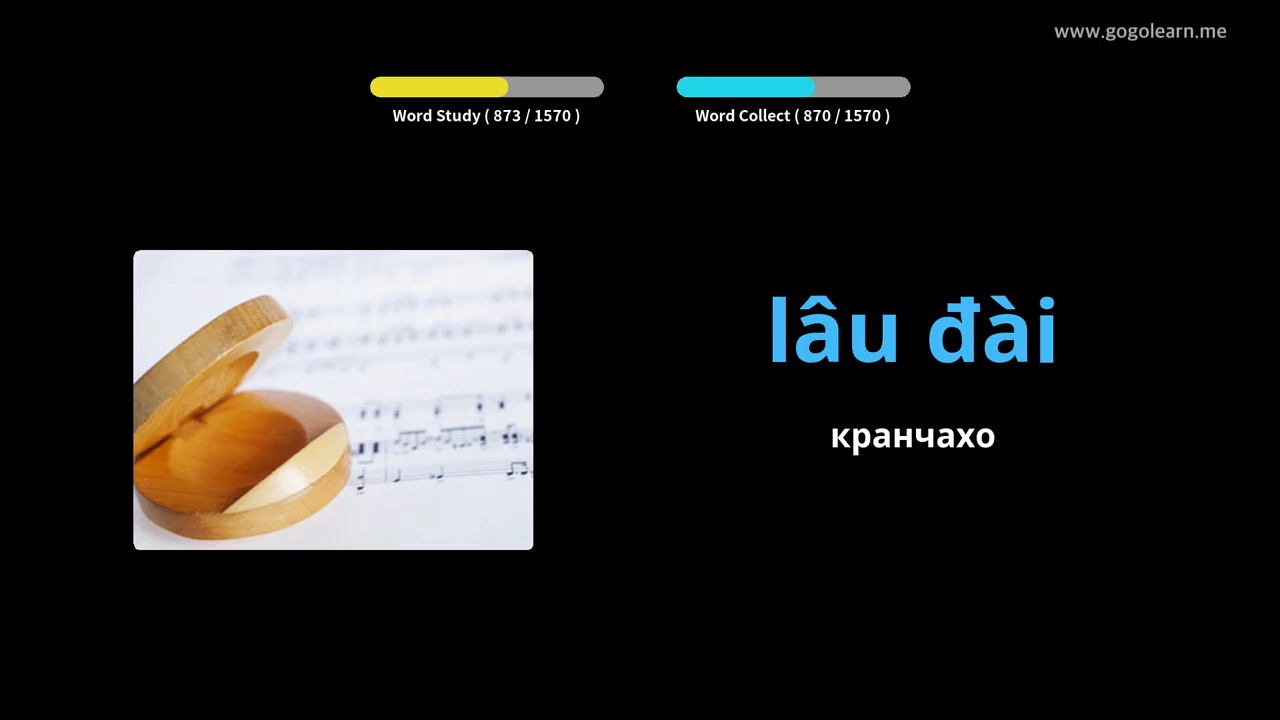 www.gogolearn.me
Word Study ( 873 / 1570 )
Word Collect ( 870 / 1570 )
lâu đài
кранчахо